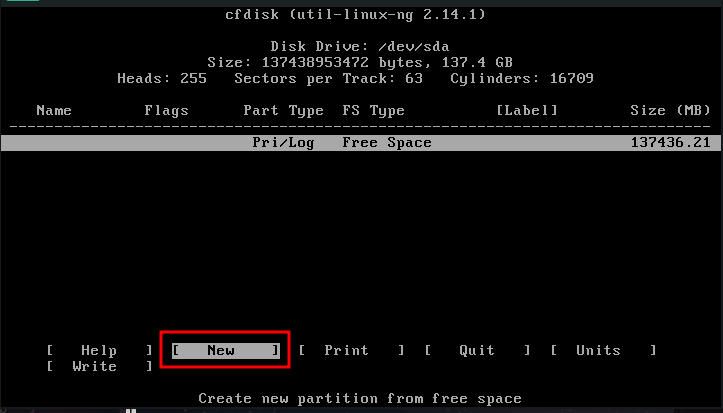 cfdisk (util-linux-ng 2.14.1)
Disk Drive: /dev/sda
Size: 137438953472 bytes, 137.4 GB
Heads: 255   Sectors per Track: 63   Cylinders: 16709
Name        Flags      Part Type  FS Type          [Label]        Size (MB)
------------------------------------------------------------------------------
Pri/Log   Free Space                      137436.21
[   Help   ]  [   New    ]  [  Print   ]  [   Quit   ]  [  Units   ]
[  Write   ]
Create new partition from free space